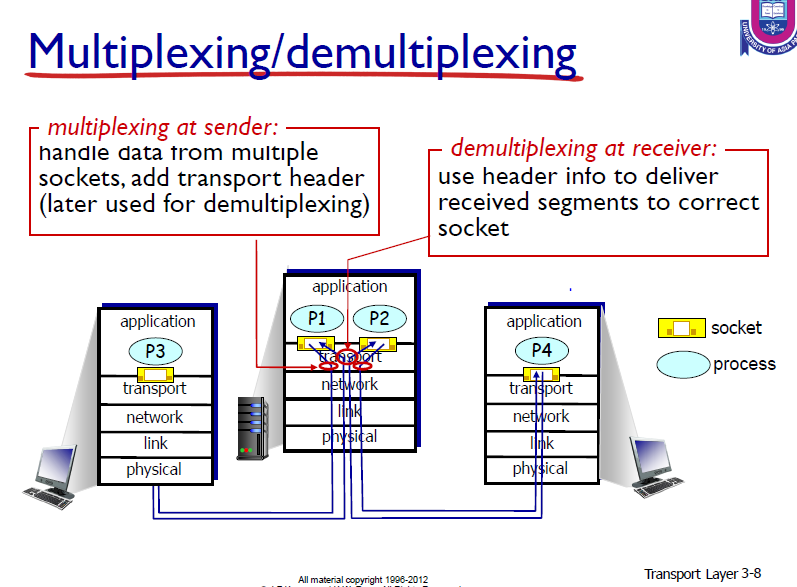 Multiplexing/demultiplexing
UNIVERSITY OF ASIA
multiplexing at sender:
handle data from multiple
sockets, add transport header
(later used for demultiplexing)
demultiplexing at receiver:
use header info to deliver
received segments to correct
socket
application
P3
transport
network
link
physical
application
P1
P2
transport
network
link
physical
application
P4
transport
network
link
physical
socket
process
All material copyright 1996-2012
Transport Layer 3-8